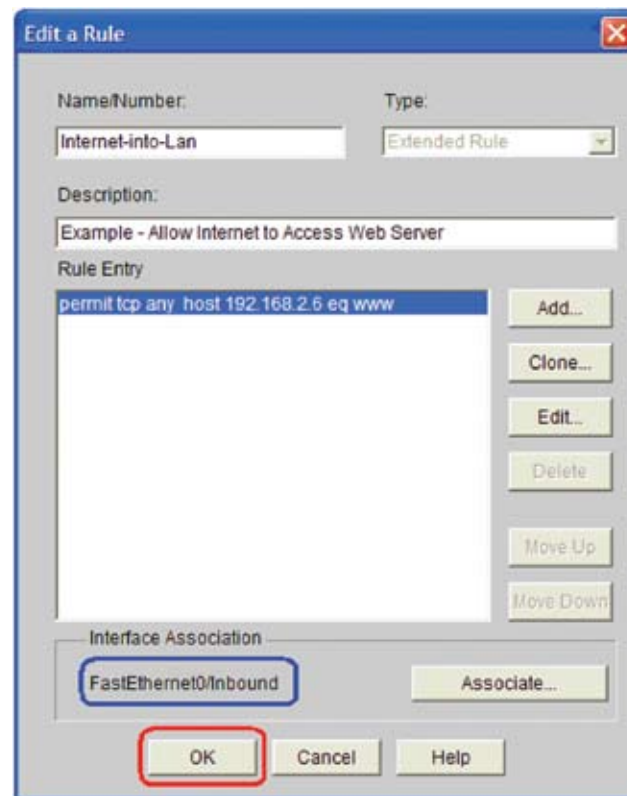 Edit a Rule
Name/Number:
Type:
Internet-into-Lan
Extended Rule
Description:
Example - Allow Internet to Access Web Server
Rule Entry
permit tcp any host 192.168.2.6 eq www
Add...
Clone...
Edit...
Delete
Move Up
Move Down
Interface Association
FastEthernet0/Inbound
Associate...
OK
Cancel
Help